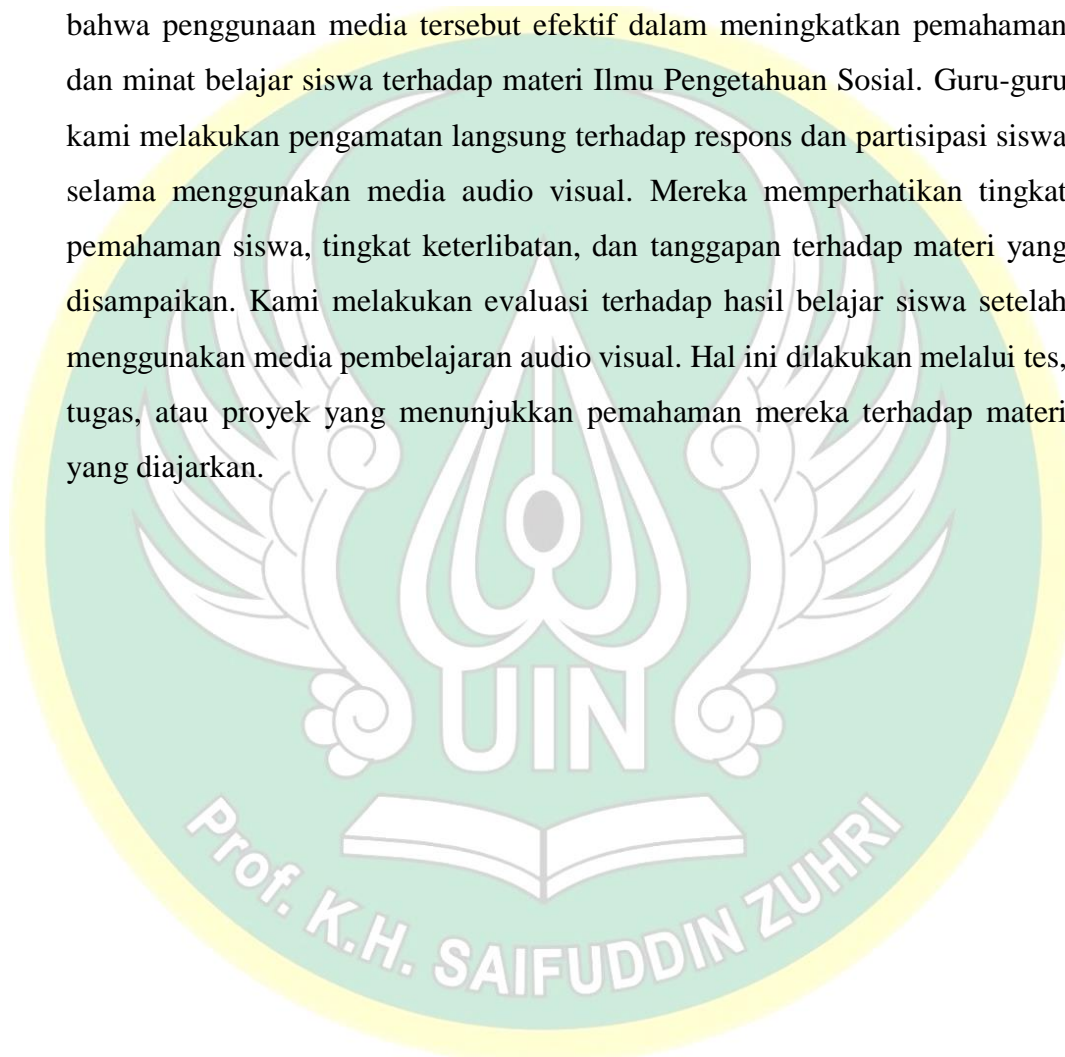 bahwa penggunaan media tersebut efektif dalam meningkatkan pemahaman
dan minat belajar siswa terhadap materi Ilmu Pengetahuan Sosial. Guru-guru
kami melakukan pengamatan langsung terhadap respons dan partisipasi siswa
selama menggunakan media audio visual. Mereka memperhatikan tingkat
pemahaman siswa, tingkat keterlibatan, dan tanggapan terhadap materi yang
disampaikan. Kami melakukan evaluasi terhadap hasil belajar siswa setelah
menggunakan media pembelajaran audio visual. Hal ini dilakukan melalui tes,
tugas, atau proyek yang menunjukkan pemahaman mereka terhadap materi
yang diajarkan.
UIN
Prof. K.H. SAIFUDDIN ZUHRI